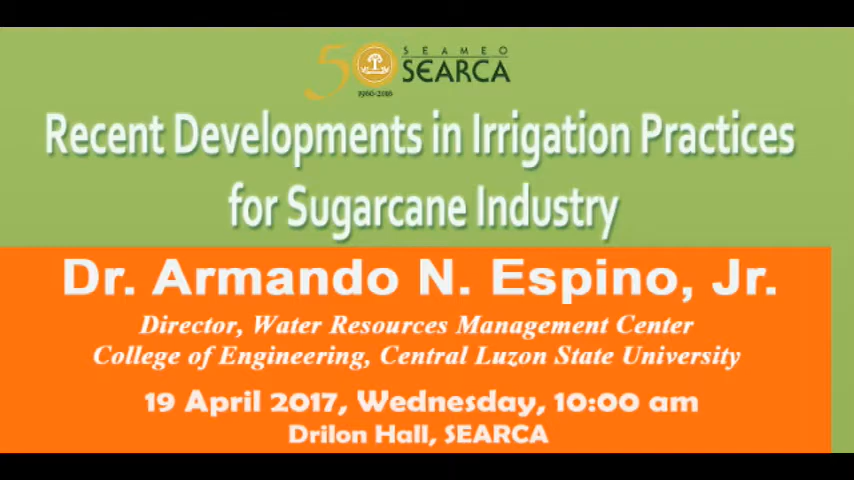 50 SEAMEO
SEARCA
1966-2016
Recent Developments in Irrigation Practices
for Sugarcane Industry
Dr. Armando N. Espino, Jr.
Director, Water Resources Management Center
College of Engineering, Central Luzon State University
19 April 2017, Wednesday, 10:00 am
Drilon Hall, SEARCA